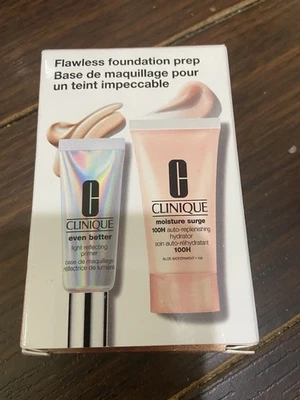 Flawless foundation prep
Base de maquillage pour
un teint impeccable
C
CLINIQUE
even better
light reflecting
primer
base de maquillage
réflectrice de lumière
C
CLINIQUE
moisture surge
100H auto-replenishing
hydrator
soin auto-réhydratant
100H